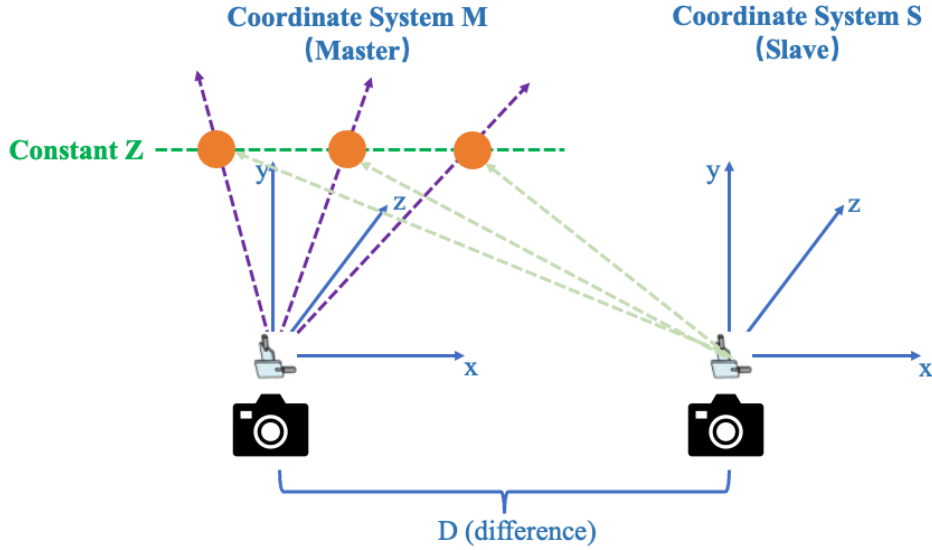 Coordinate System M
(Master)
Coordinate System S
(Slave)
Constant Z
y
z
x
y
z
x
D (difference)